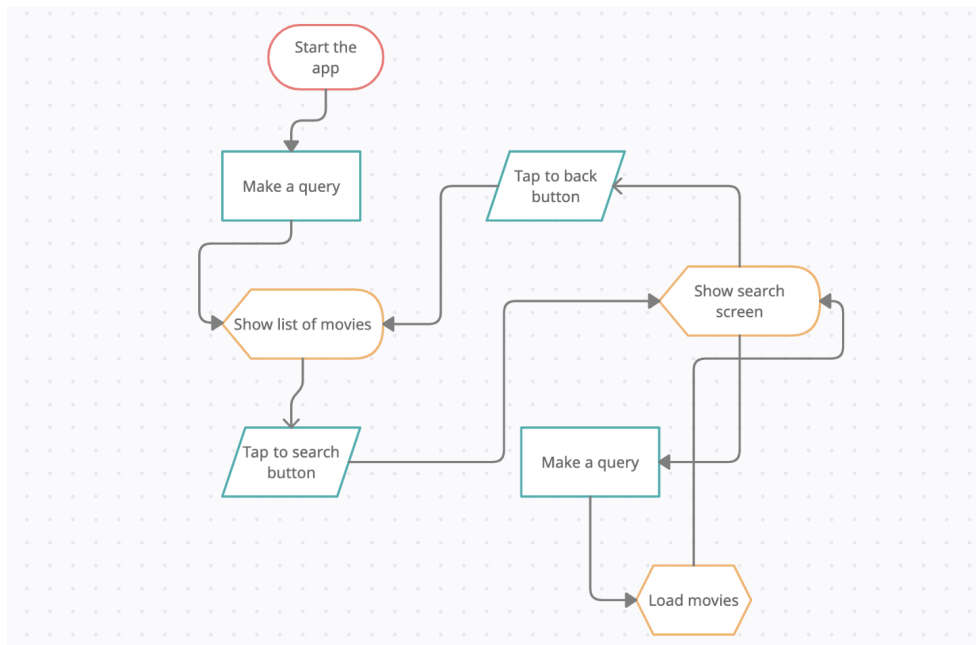 Start the
app
Make a query
Tap to back
button
Show search
screen
Show list of movies
Tap to search
button
Make a query
Load movies